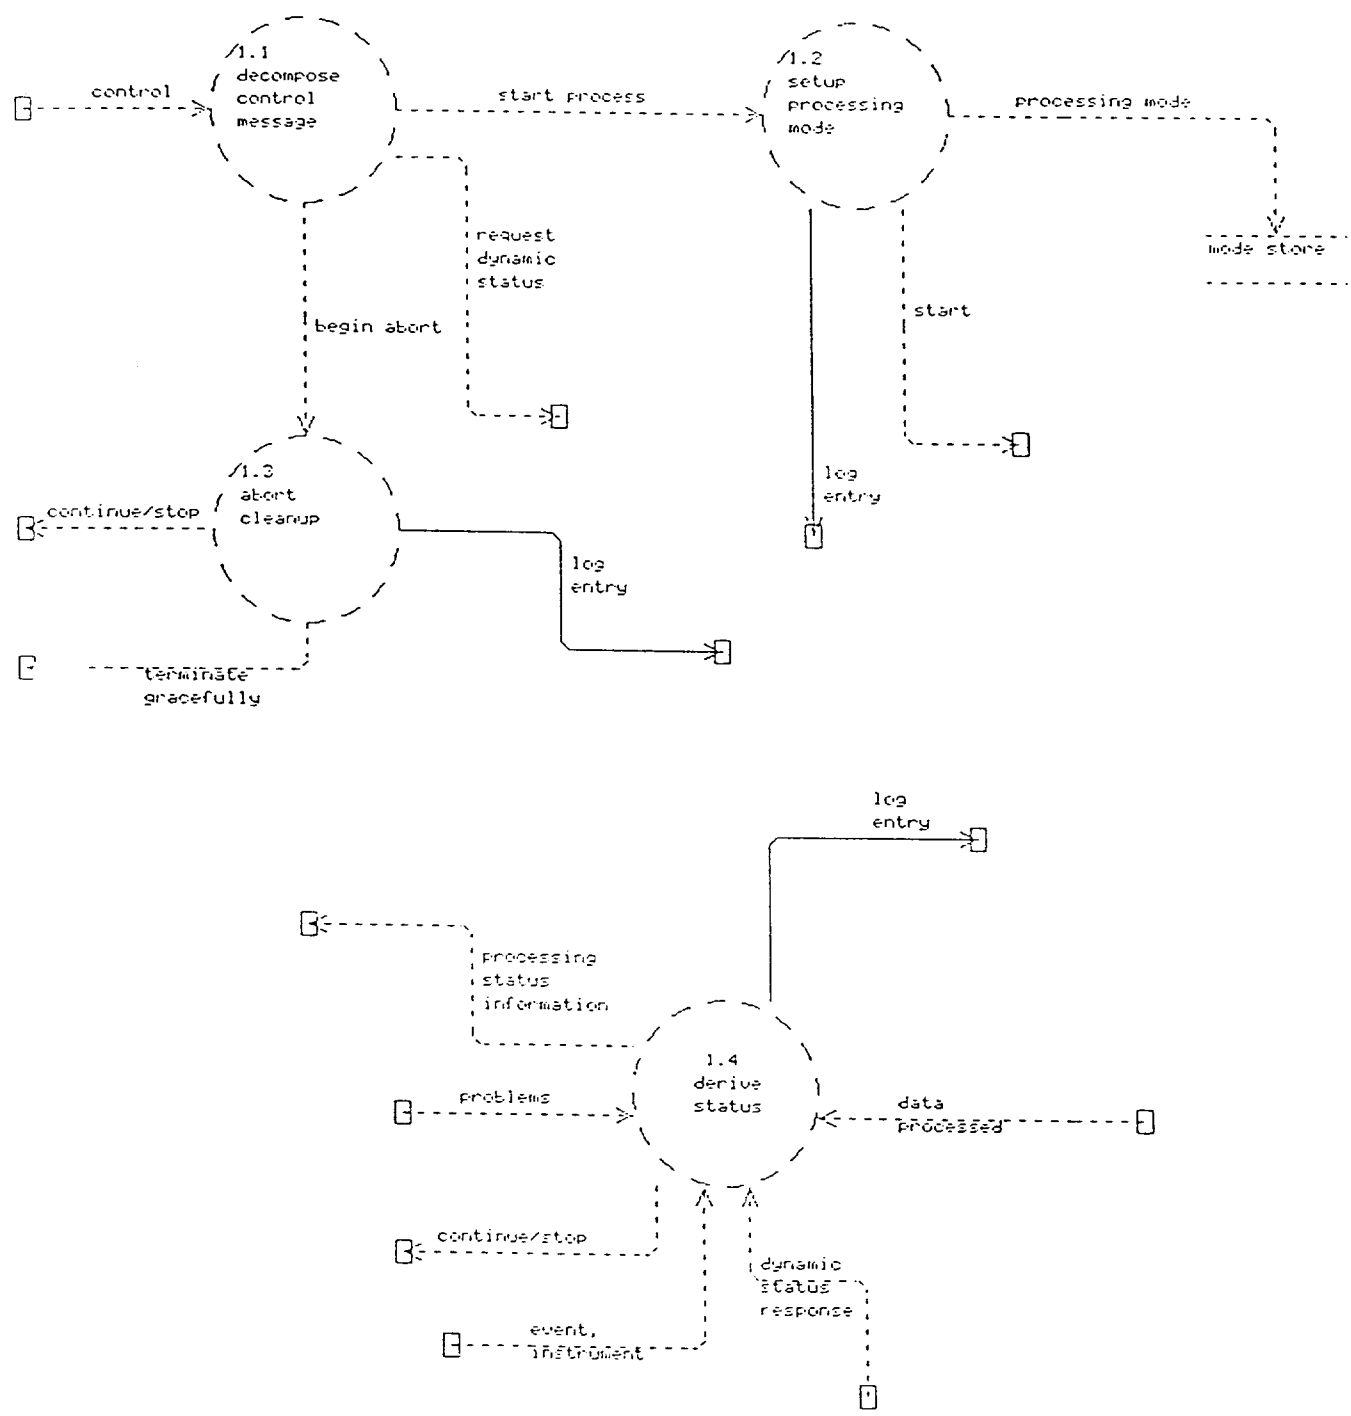 /1.1
decompose
control
message
control
start process
/1.2
setup
processing
mode
processing mode
request
dynamic
status
mode store
start
begin abort
/1.3
abort
cleanup
continue/stop
log
entry
log
entry
terminate
gracefully
log
entry
processing
status
information
1.4
derive
status
problems
data
processed
continue/stop
dynamic
status
response
event,
instrument